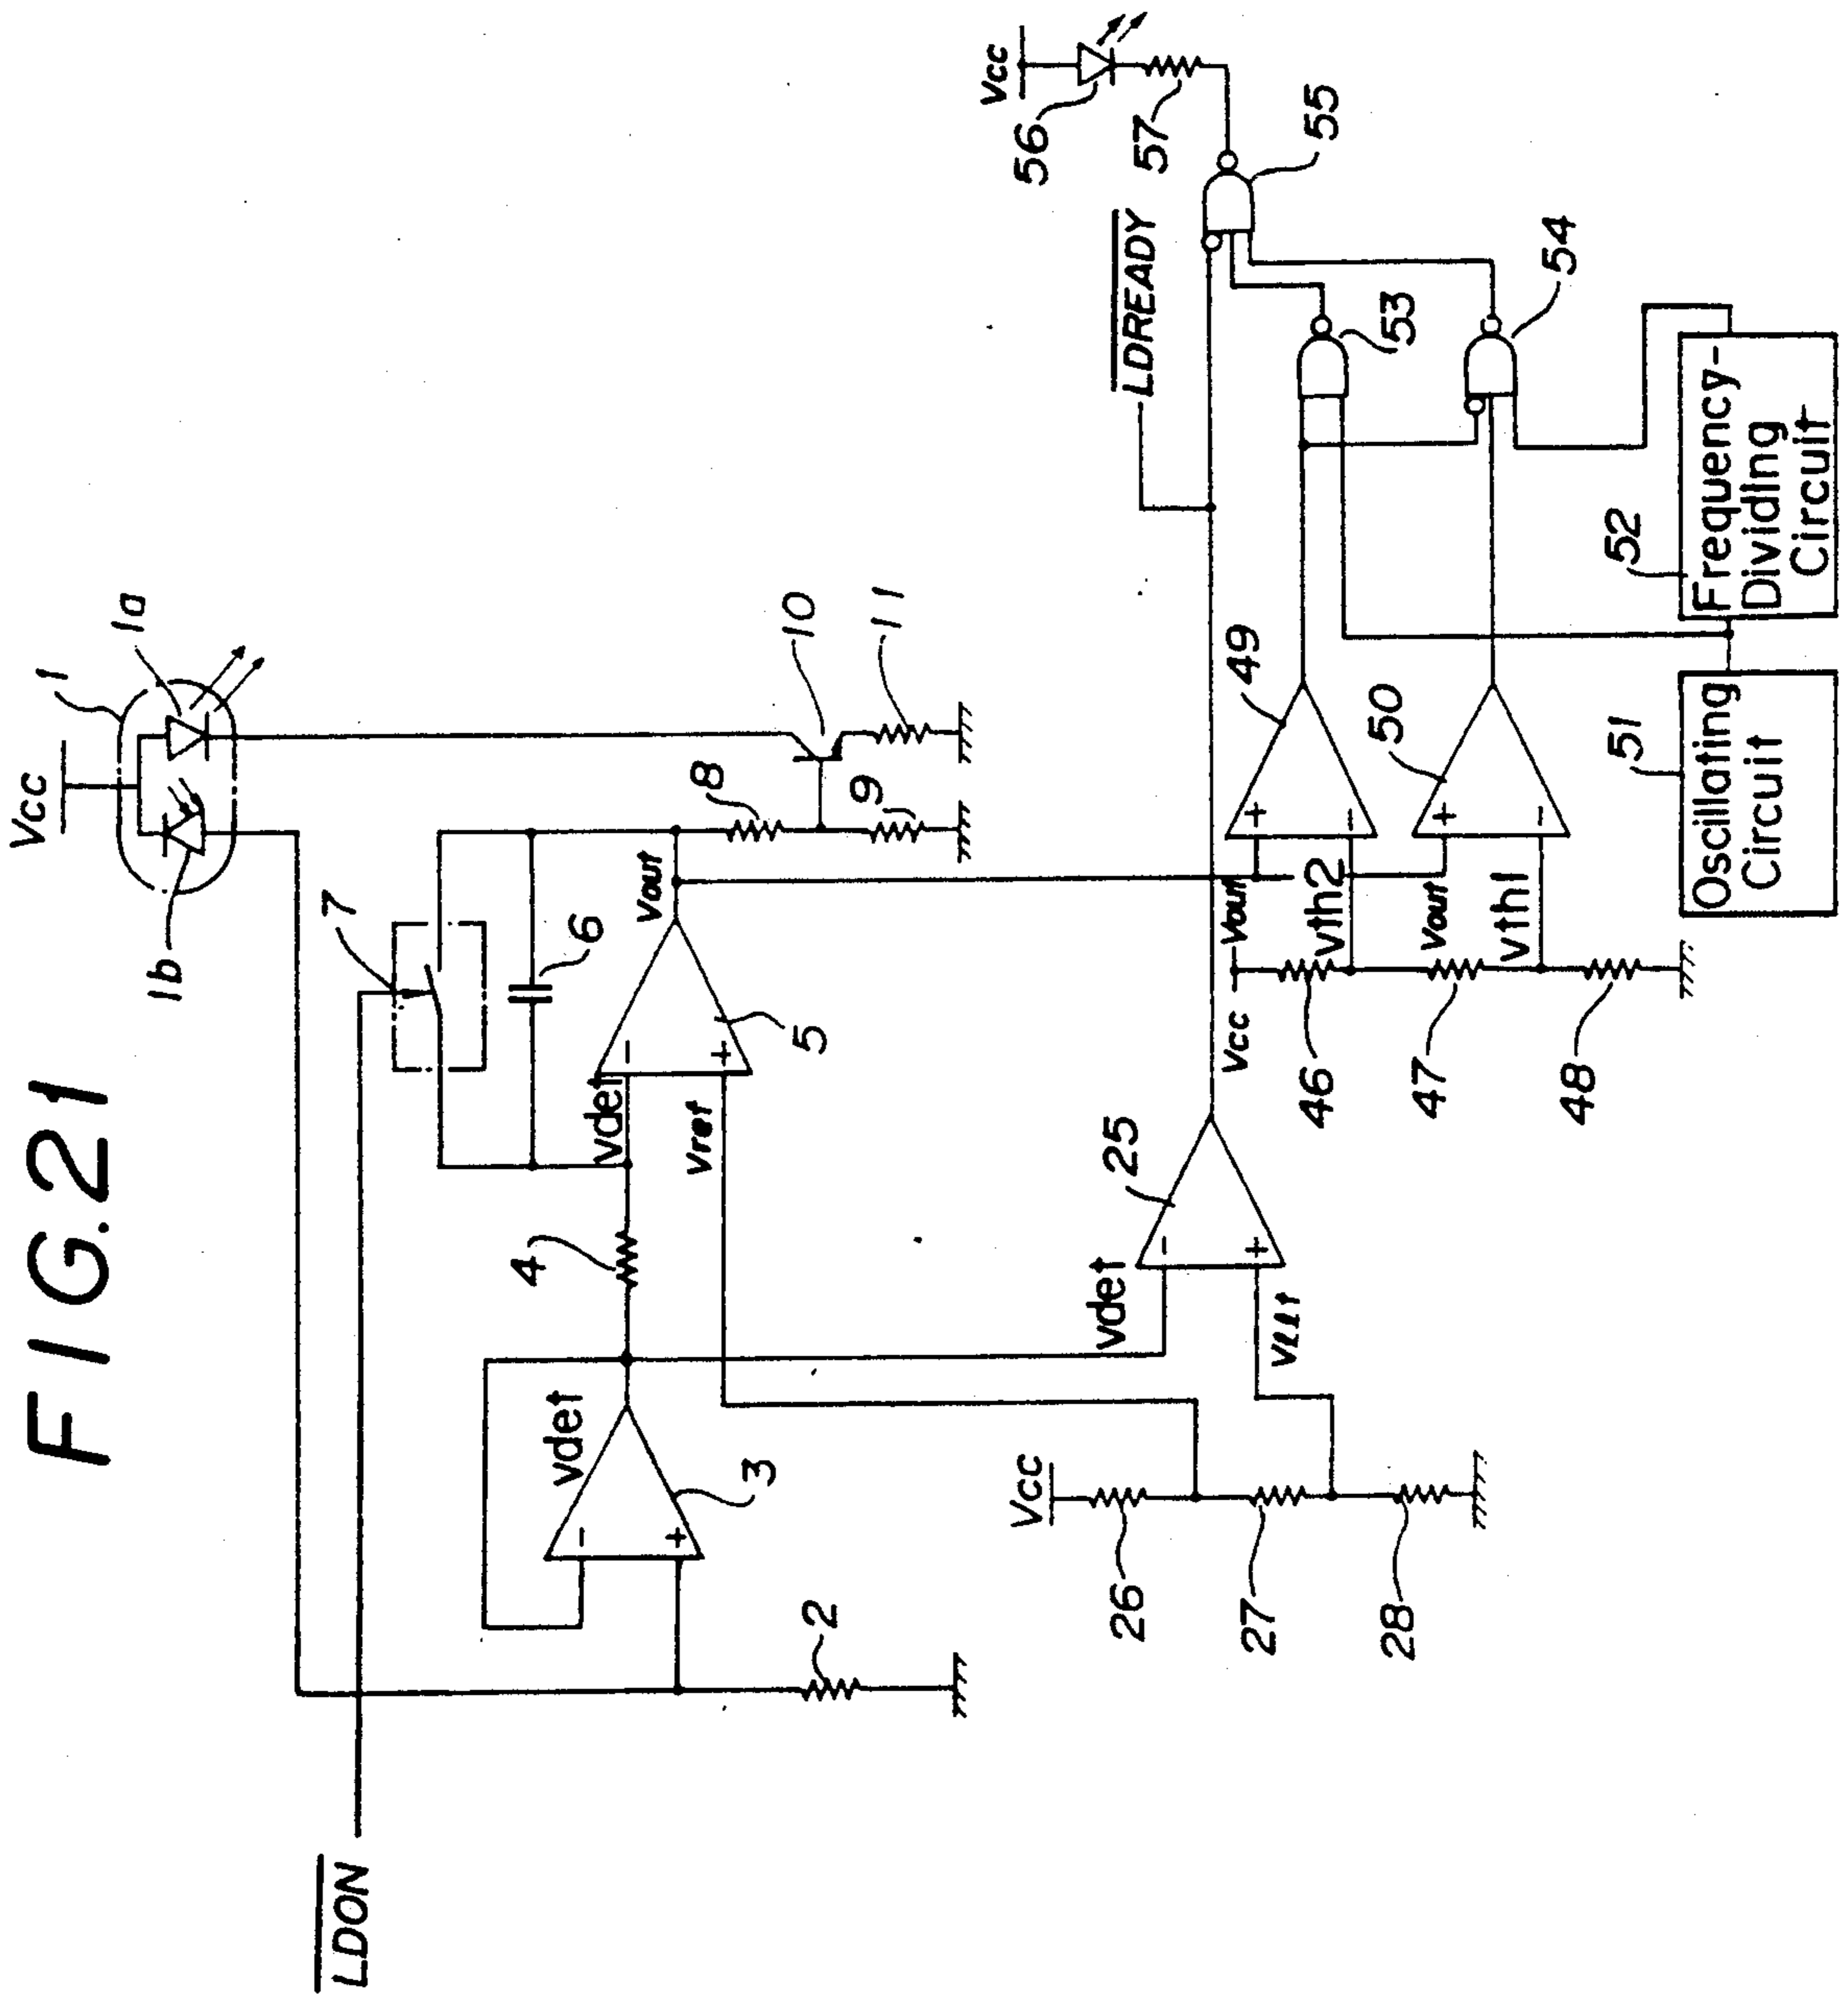 FIG.21
LDON
Vcc
1
1a
1b
7
6
4
vdet
vdet
vref
vout
5
3
2
8
9
10
11
Vcc
26
27
28
vdet
vllt
25
LDREADY
Vcc
46
47
48
vout
vth2
vout
vth1
49
50
51
Oscillating
Circuit
52
Frequency-
Dividing
Circuit
53
54
55
Vcc
56
57